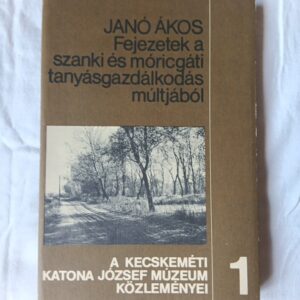 JANÓ ÁKOS
Fejezetek a
szanki és móricgáti
tanyásgazdálkodás
múltjából
A KECSKEMÉTI
KATONA JÓZSEF MÚZEUM
KÖZLEMÉNYEI
1